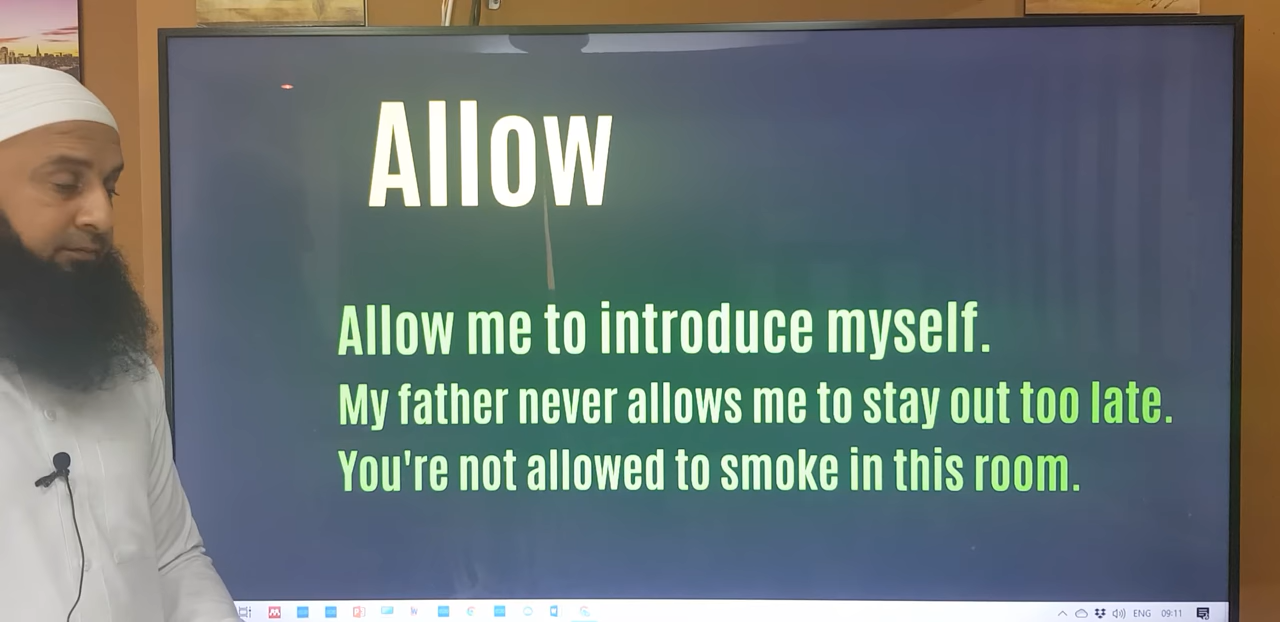 Allow
Allow me to introduce myself.
My father never allows me to stay out too late.
You're not allowed to smoke in this room.
ENG 09:11